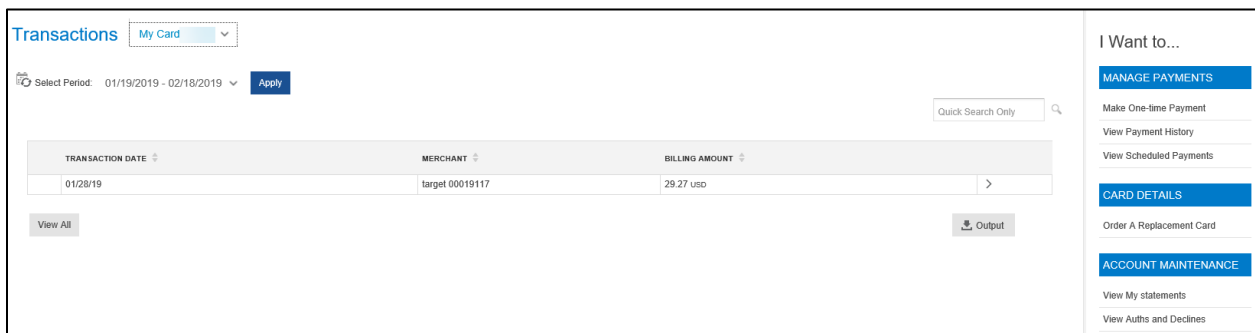 Transactions My Card
Select Period: 01/19/2019 - 02/18/2019 Apply
Quick Search Only
TRANSACTION DATE MERCHANT BILLING AMOUNT
01/28/19 target 00019117 29.27 USD
View All Output
I Want to...
MANAGE PAYMENTS
Make One-time Payment
View Payment History
View Scheduled Payments
CARD DETAILS
Order A Replacement Card
ACCOUNT MAINTENANCE
View My statements
View Auths and Declines